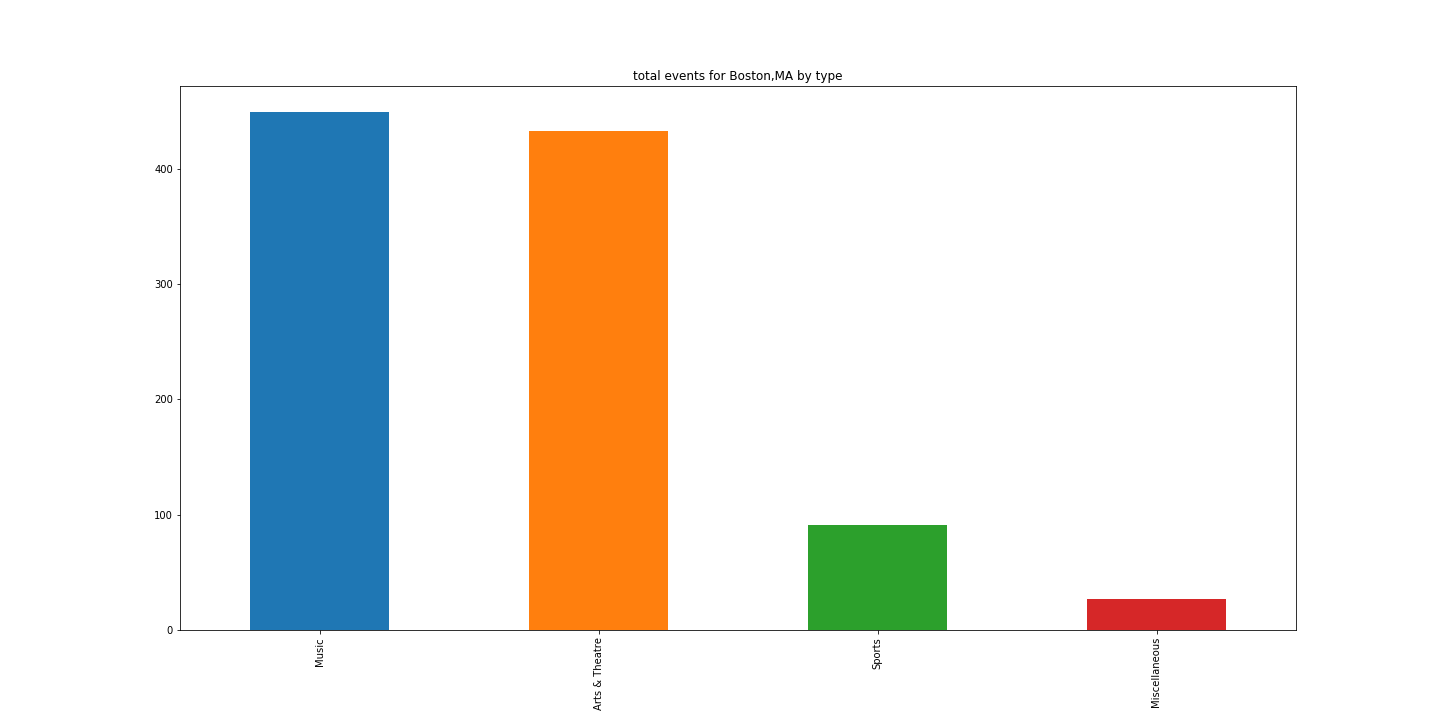 total events for Boston,MA by type
400
300
200
100
0
Music
Arts & Theatre
Sports
Miscellaneous